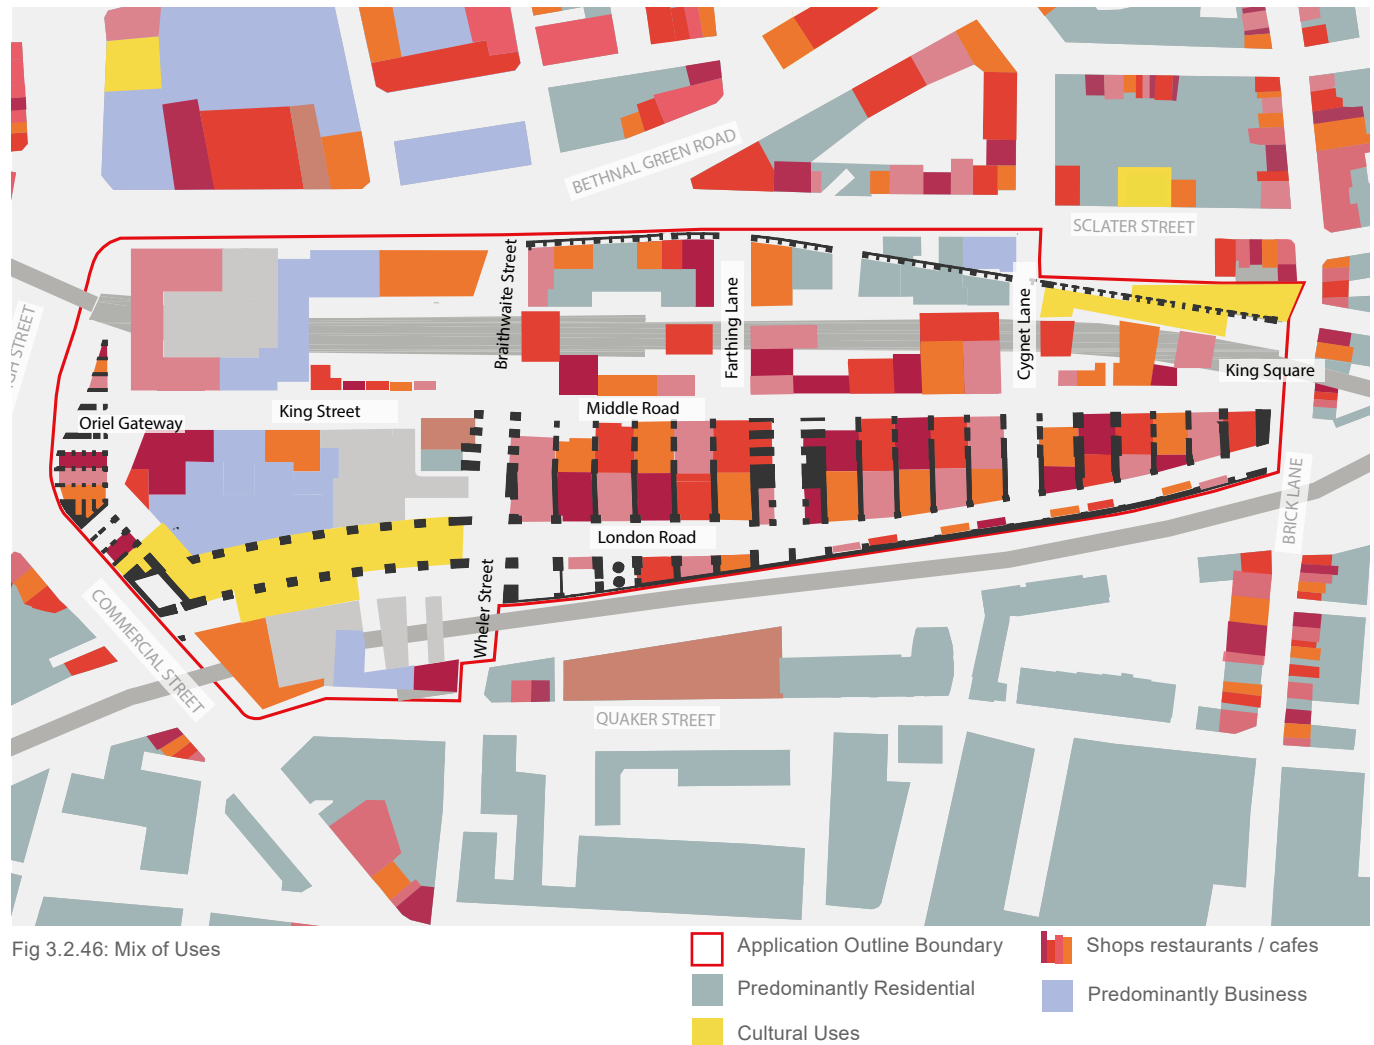 BETHNAL GREEN ROAD
SCLATER STREET
GH STREET
Braithwaite Street
Farthing Lane
Cygnet Lane
King Square
Oriel Gateway
King Street
Middle Road
London Road
BRICK LANE
Wheler Street
COMMERCIAL STREET
QUAKER STREET
Fig 3.2.46: Mix of Uses
Application Outline Boundary
Shops restaurants / cafes
Predominantly Residential
Predominantly Business
Cultural Uses